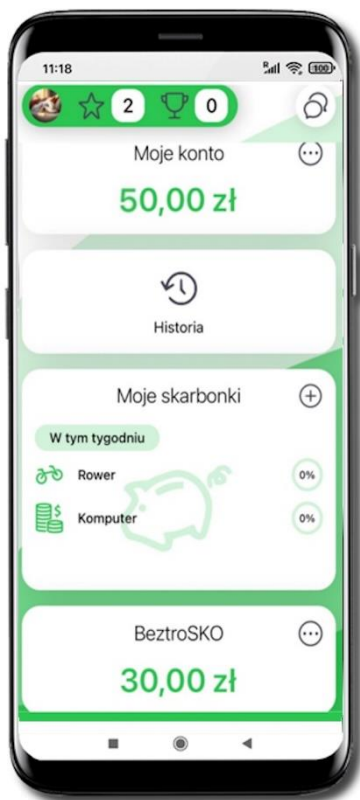 11:18
R
100
2
0
Moje konto
50,00 zł
Historia
Moje skarbonki
W tym tygodniu
Rower
0%
Komputer
0%
BeztroSKO
30,00 zł